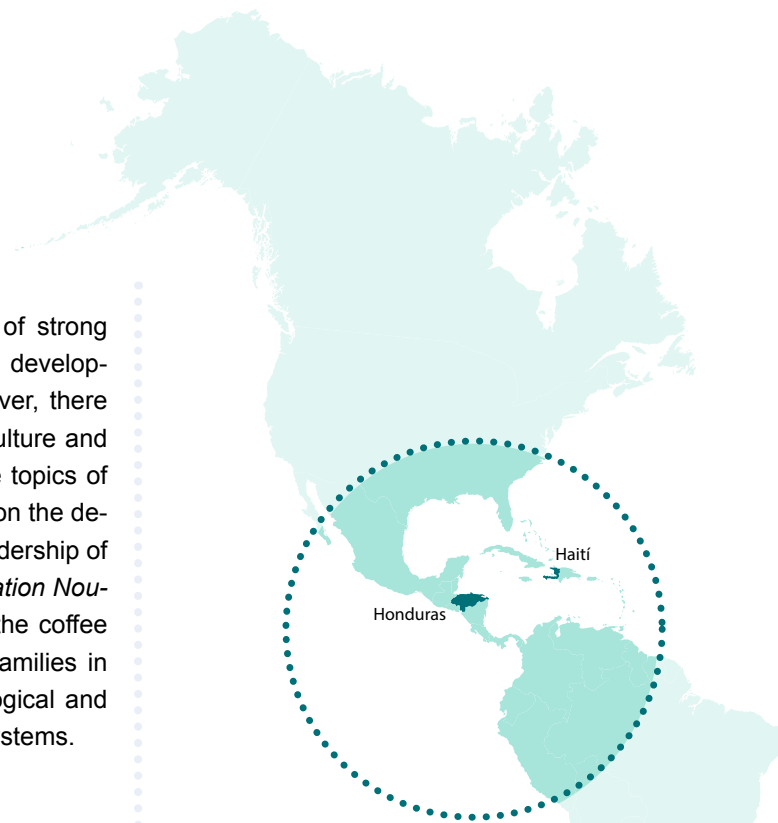 of strong
develop-
ver, there
ulture and
e topics of
on the de-
dership of
ation Nou-
the coffee
amilies in
ogical and
stems.
Haití
Honduras